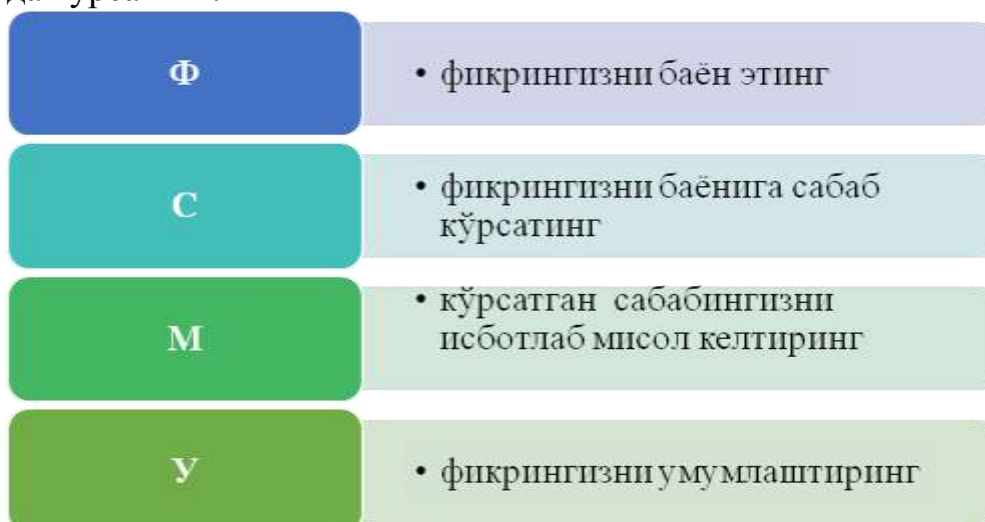 Ф
• фикрингизни баён этинг
С
• фикрингизни баёнига сабаб
кўрсатинг
М
• кўрсатган сабабингизни
исботлаб мисол келтиринг
У
• фикрингизни умумлаштиринг